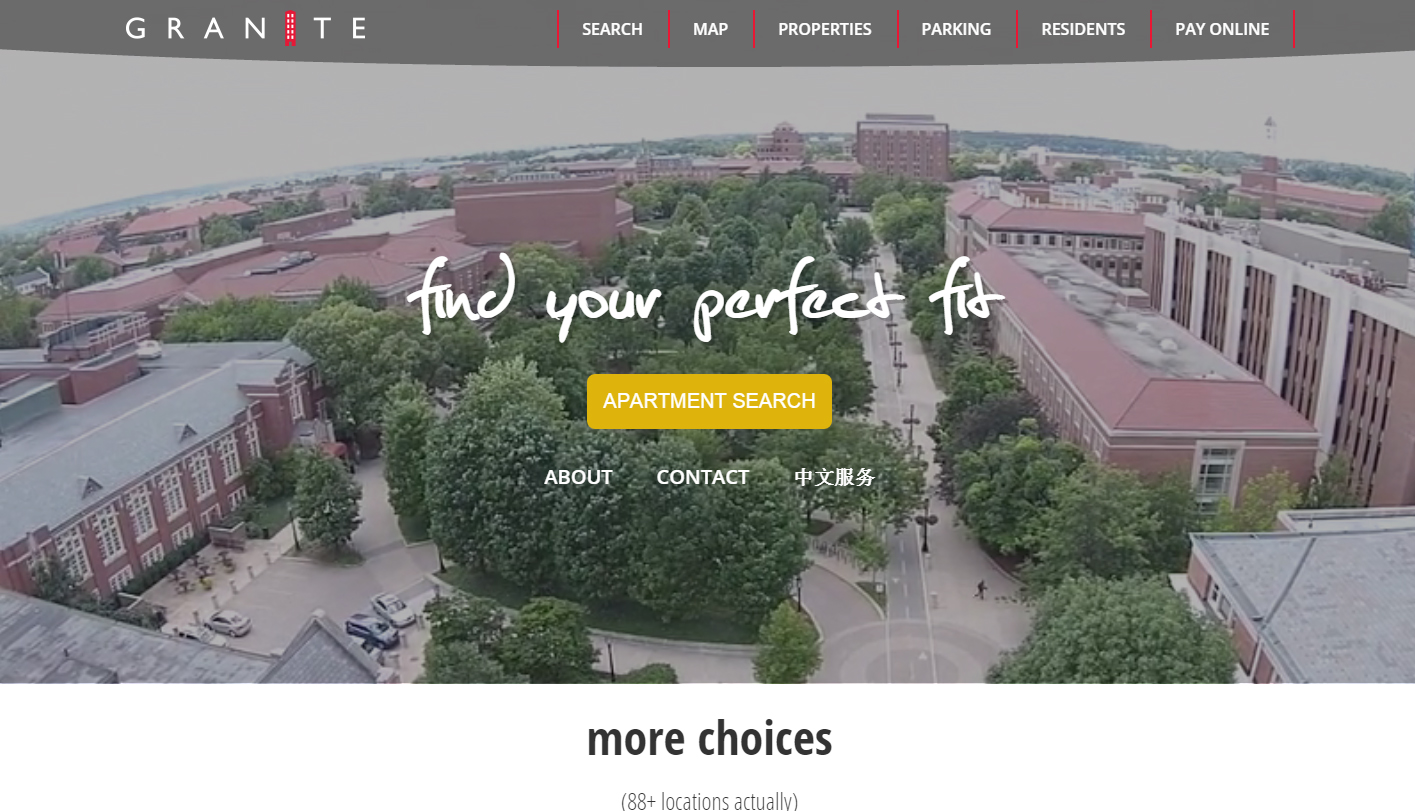 GRANITE
SEARCH
MAP
PROPERTIES
PARKING
RESIDENTS
PAY ONLINE
find your perfect fit
APARTMENT SEARCH
ABOUT
CONTACT
中文服务
more choices
(88+ locations actually)